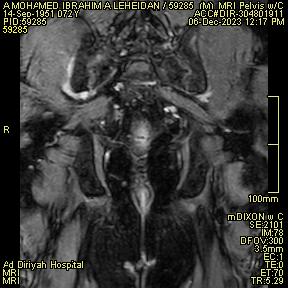 A MOHAMED IBRAHIM A LEHEIDAN / 59285 (M) MRI Pelvis w/C
14-Sep-1951 072Y ACC#DIR-304801911
PID:59285 06-Dec-2023 12:17 PM
59285
R
100mm
mDIXON w C
SE:2101
IM:78
DFOV:300
3.5mm
EC:1
Ad Diriyah Hospital TE:0
MRI ET:70
MRI TR:5.29